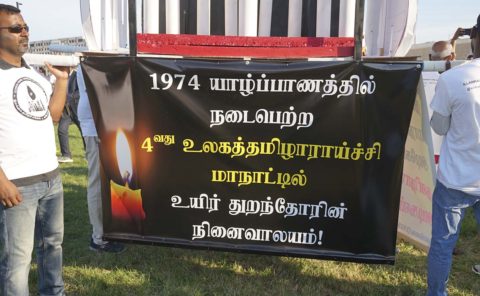 1974 யாழ்ப்பாணத்தில்
நடைபெற்ற
4வது உலகத்தமிழாராய்ச்சி
மாநாட்டில்
உயிர் துறந்தோரின்
நினைவாலயம்!